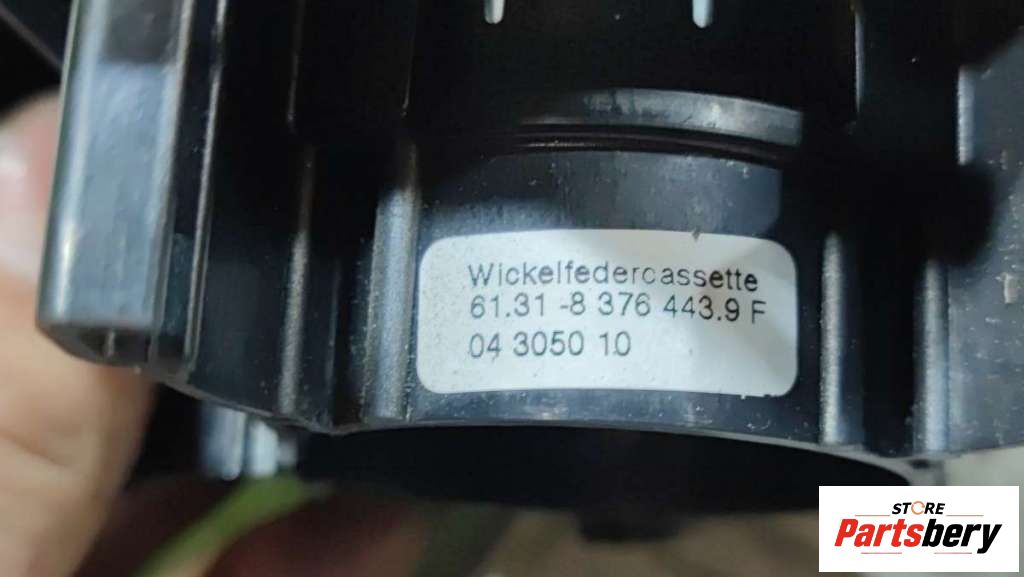 Wickelfedercassette
61.31 -8 376 443.9 F
04 3050 10
STORE
Partsbery